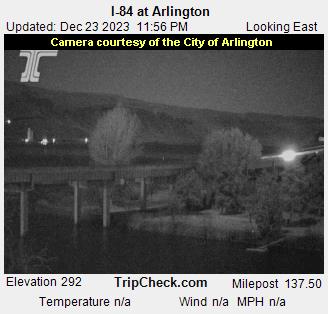 I-84 at Arlington
Updated: Dec 23 2023 11:56 PM Looking East
Camera courtesy of the City of Arlington
Elevation 292 TripCheck.com Milepost 137.50
Temperature n/a Wind n/a MPH n/a